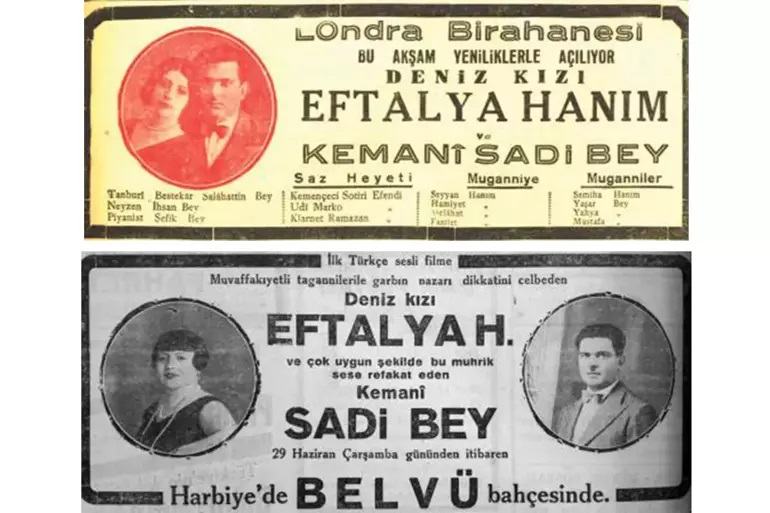 Londra Birahanesi
BU AKŞAM YENİLİKLERLE AÇILIYOR
DENİZ KIZI
EFTALYA HANIM
ve
KEMANÎ SADİ BEY
Saz Heyeti Muganniye Muganniler
Tanburî Bestekâr Salâhattin Bey Kemençeci Sotiri Efendi Seyyan Hanım Semiha Hanım
Neyzen İhsan Bey Udî Marko „ Hamiyet „ Yaşar Bey
Piyanist Şefik Bey Klarnet Ramazan „ Melâhat „ Yahya „
Mustafa „
İlk Türkçe sesli filme
Muvaffakıyetli tagannilerile garbın nazarı dikkatini celbeden
Deniz kızı
EFTALYA H.
ve çok uygun şekilde bu muhrik
sese refakat eden
Kemanî
SADİ BEY
29 Haziran Çarşamba gününden itibaren
Harbiye'de BELVÜ bahçesinde.